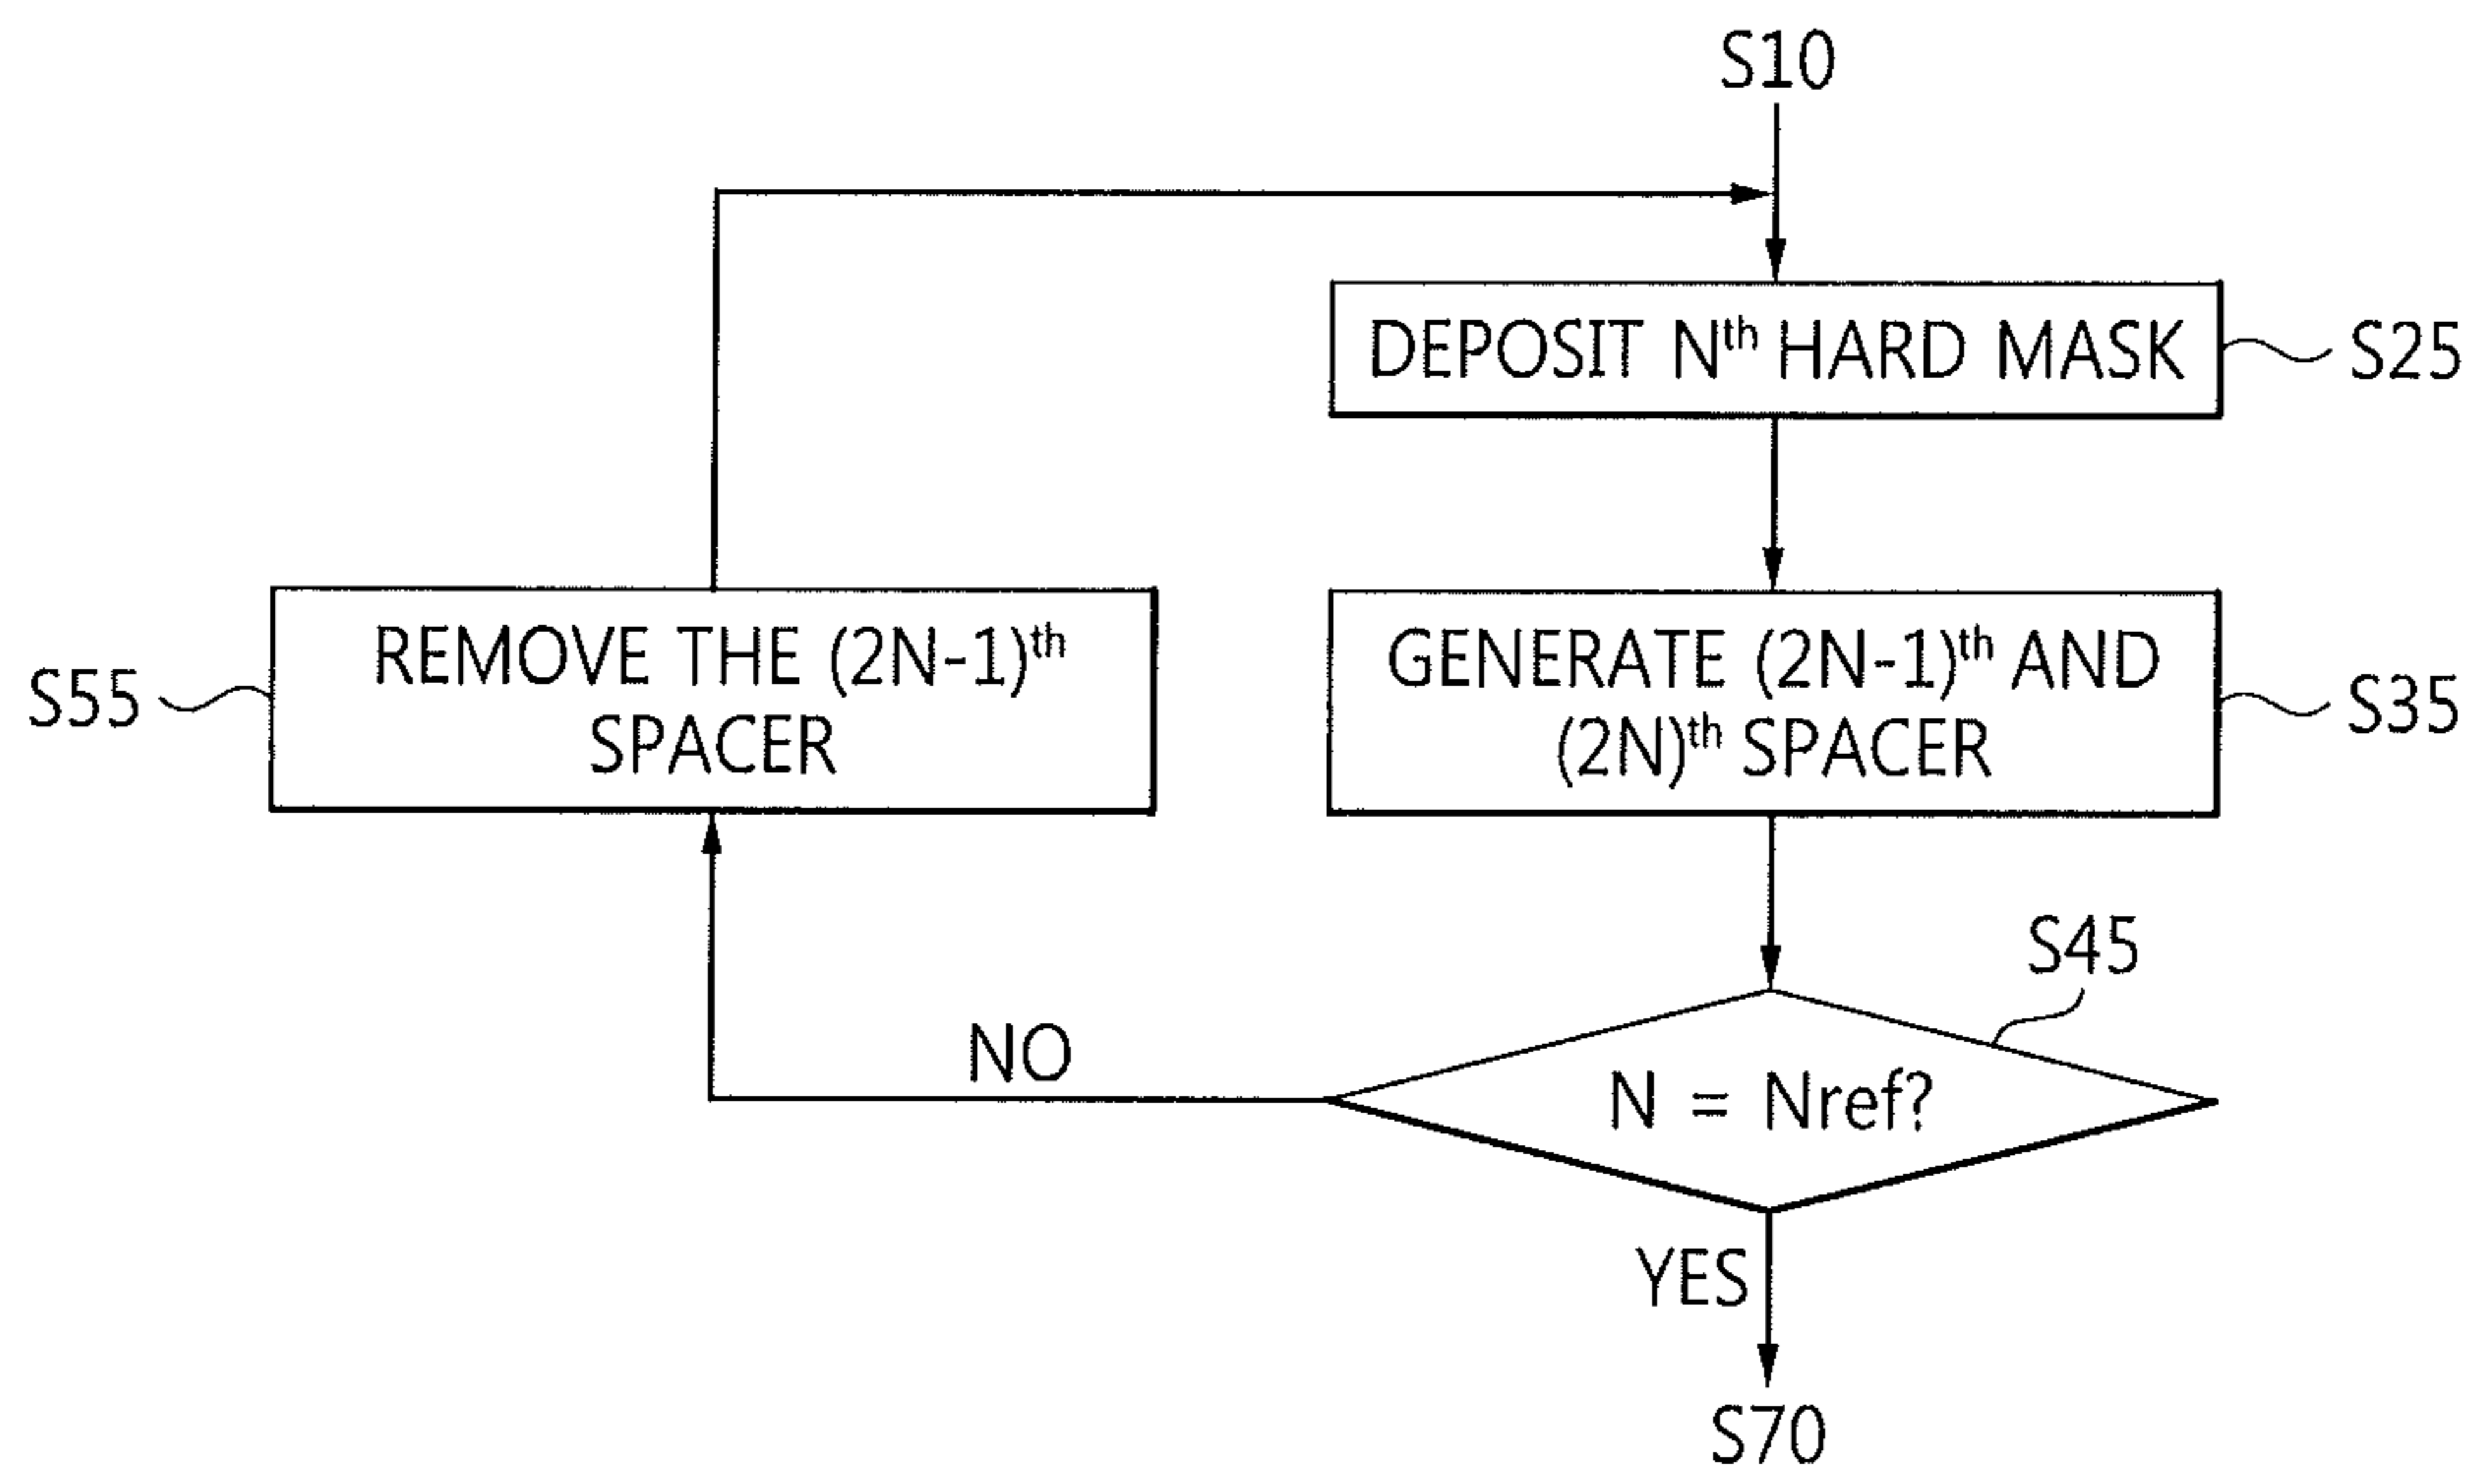 S10
DEPOSIT Nth HARD MASK
S25
REMOVE THE (2N-1)th
SPACER
S55
GENERATE (2N-1)th AND
(2N)th SPACER
S35
S45
NO
N = Nref?
YES
S70